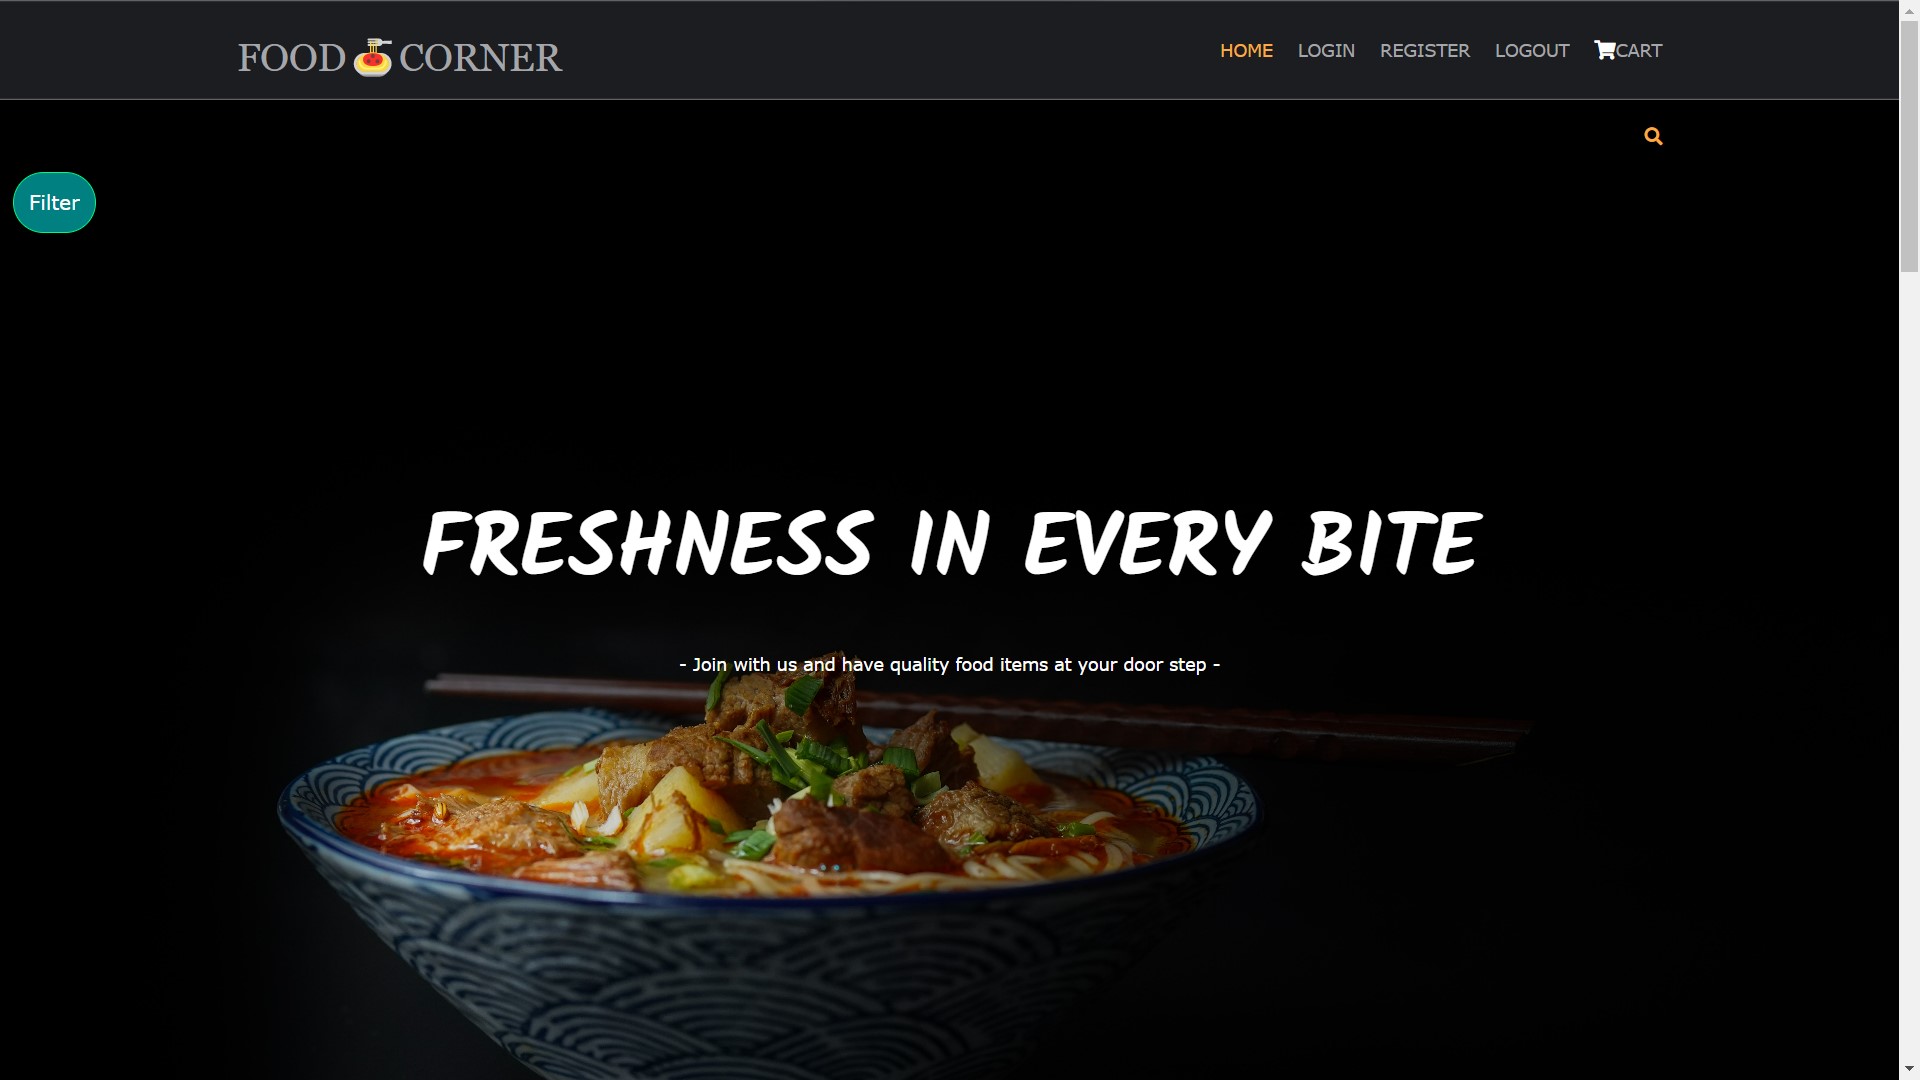 FOOD CORNER
HOME LOGIN REGISTER LOGOUT CART
Filter
FRESHNESS IN EVERY BITE
- Join with us and have quality food items at your door step -